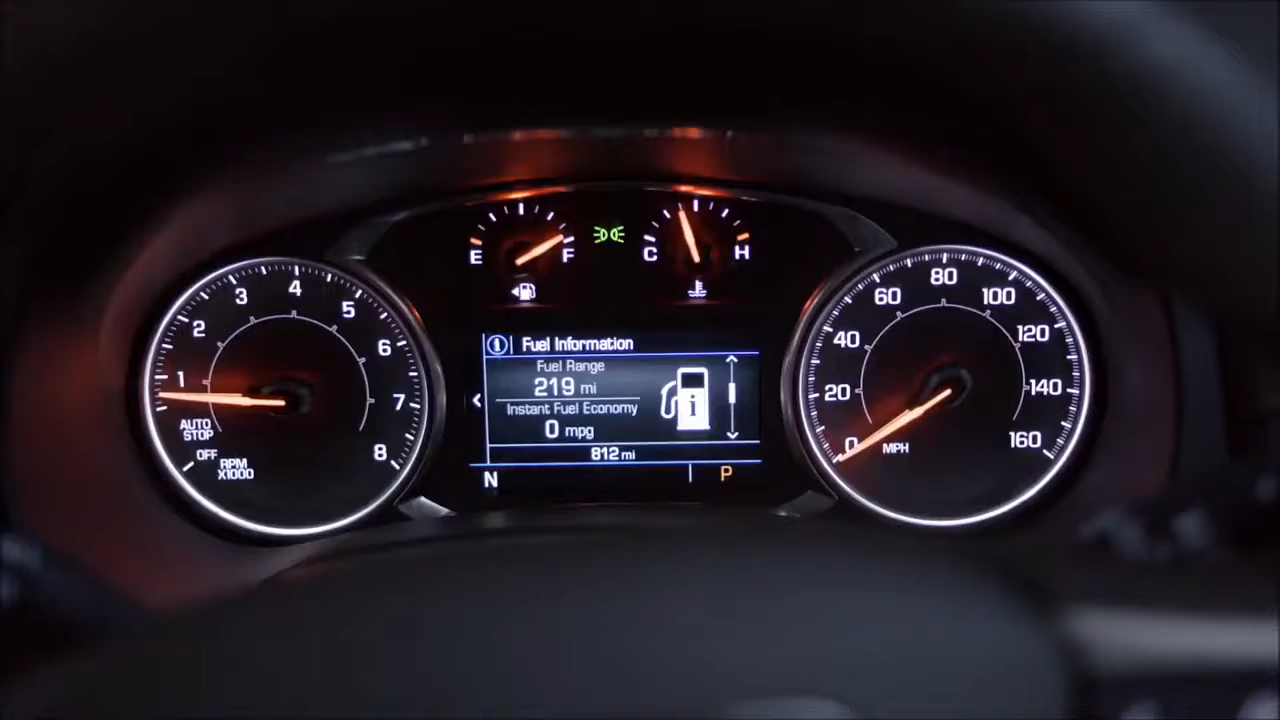 1
2
3
4
5
6
7
8
AUTO
STOP
OFF
RPM
X1000
E
F
C
H
i Fuel Information
Fuel Range
219 mi
Instant Fuel Economy
0 mpg
i
812 mi
N
P
0
20
40
60
80
100
120
140
160
MPH